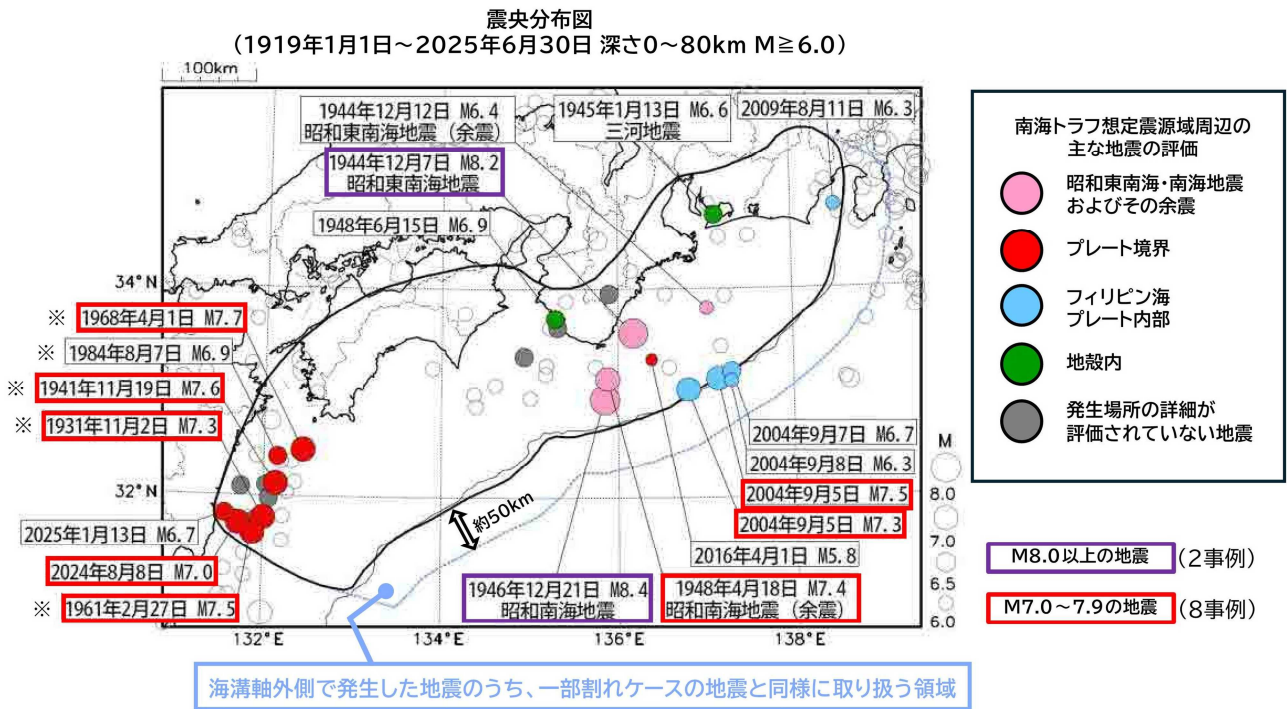 震央分布図
(1919年1月1日~2025年6月30日 深さ0~80km M≧6.0)
100km
1944年12月12日 M6.4
昭和東南海地震(余震)
1945年1月13日 M6.6
三河地震
2009年8月11日 M6.3
1944年12月7日 M8.2
昭和東南海地震
1948年6月15日 M6.9
34°N
※ 1968年4月1日 M7.7
※ 1984年8月7日 M6.9
※ 1941年11月19日 M7.6
※ 1931年11月2日 M7.3
32°N
2025年1月13日 M6.7
2024年8月8日 M7.0
※ 1961年2月27日 M7.5
約50km
2004年9月7日 M6.7
2004年9月8日 M6.3
2004年9月5日 M7.5
2004年9月5日 M7.3
2016年4月1日 M5.8
1946年12月21日 M8.4
昭和南海地震
1948年4月18日 M7.4
昭和南海地震(余震)
132°E
134°E
136°E
138°E
M
8.0
7.0
6.5
6.0
海溝軸外側で発生した地震のうち、一部割れケースの地震と同様に取り扱う領域
南海トラフ想定震源域周辺の
主な地震の評価
昭和東南海・南海地震
およびその余震
プレート境界
フィリピン海
プレート内部
地殻内
発生場所の詳細が
評価されていない地震
M8.0以上の地震 (2事例)
M7.0~7.9の地震 (8事例)